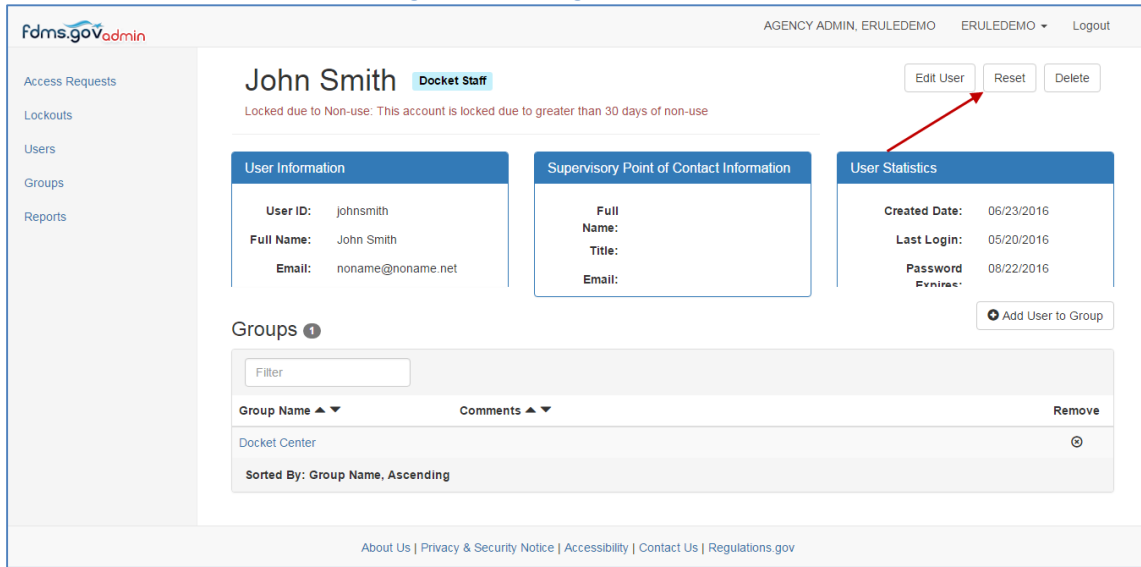 fdms.gov admin
AGENCY ADMIN, ERULEDEMO ERULEDEMO Logout
Access Requests
Lockouts
Users
Groups
Reports
John Smith Docket Staff
Edit User Reset Delete
Locked due to Non-use: This account is locked due to greater than 30 days of non-use
User Information
User ID: johnsmith
Full Name: John Smith
Email: noname@noname.net
Supervisory Point of Contact Information
Full
Name:
Title:
Email:
User Statistics
Created Date: 06/23/2016
Last Login: 05/20/2016
Password 08/22/2016
Expires:
Groups 1
Add User to Group
Filter
Group Name Comments Remove
Docket Center
Sorted By: Group Name, Ascending
About Us | Privacy & Security Notice | Accessibility | Contact Us | Regulations.gov